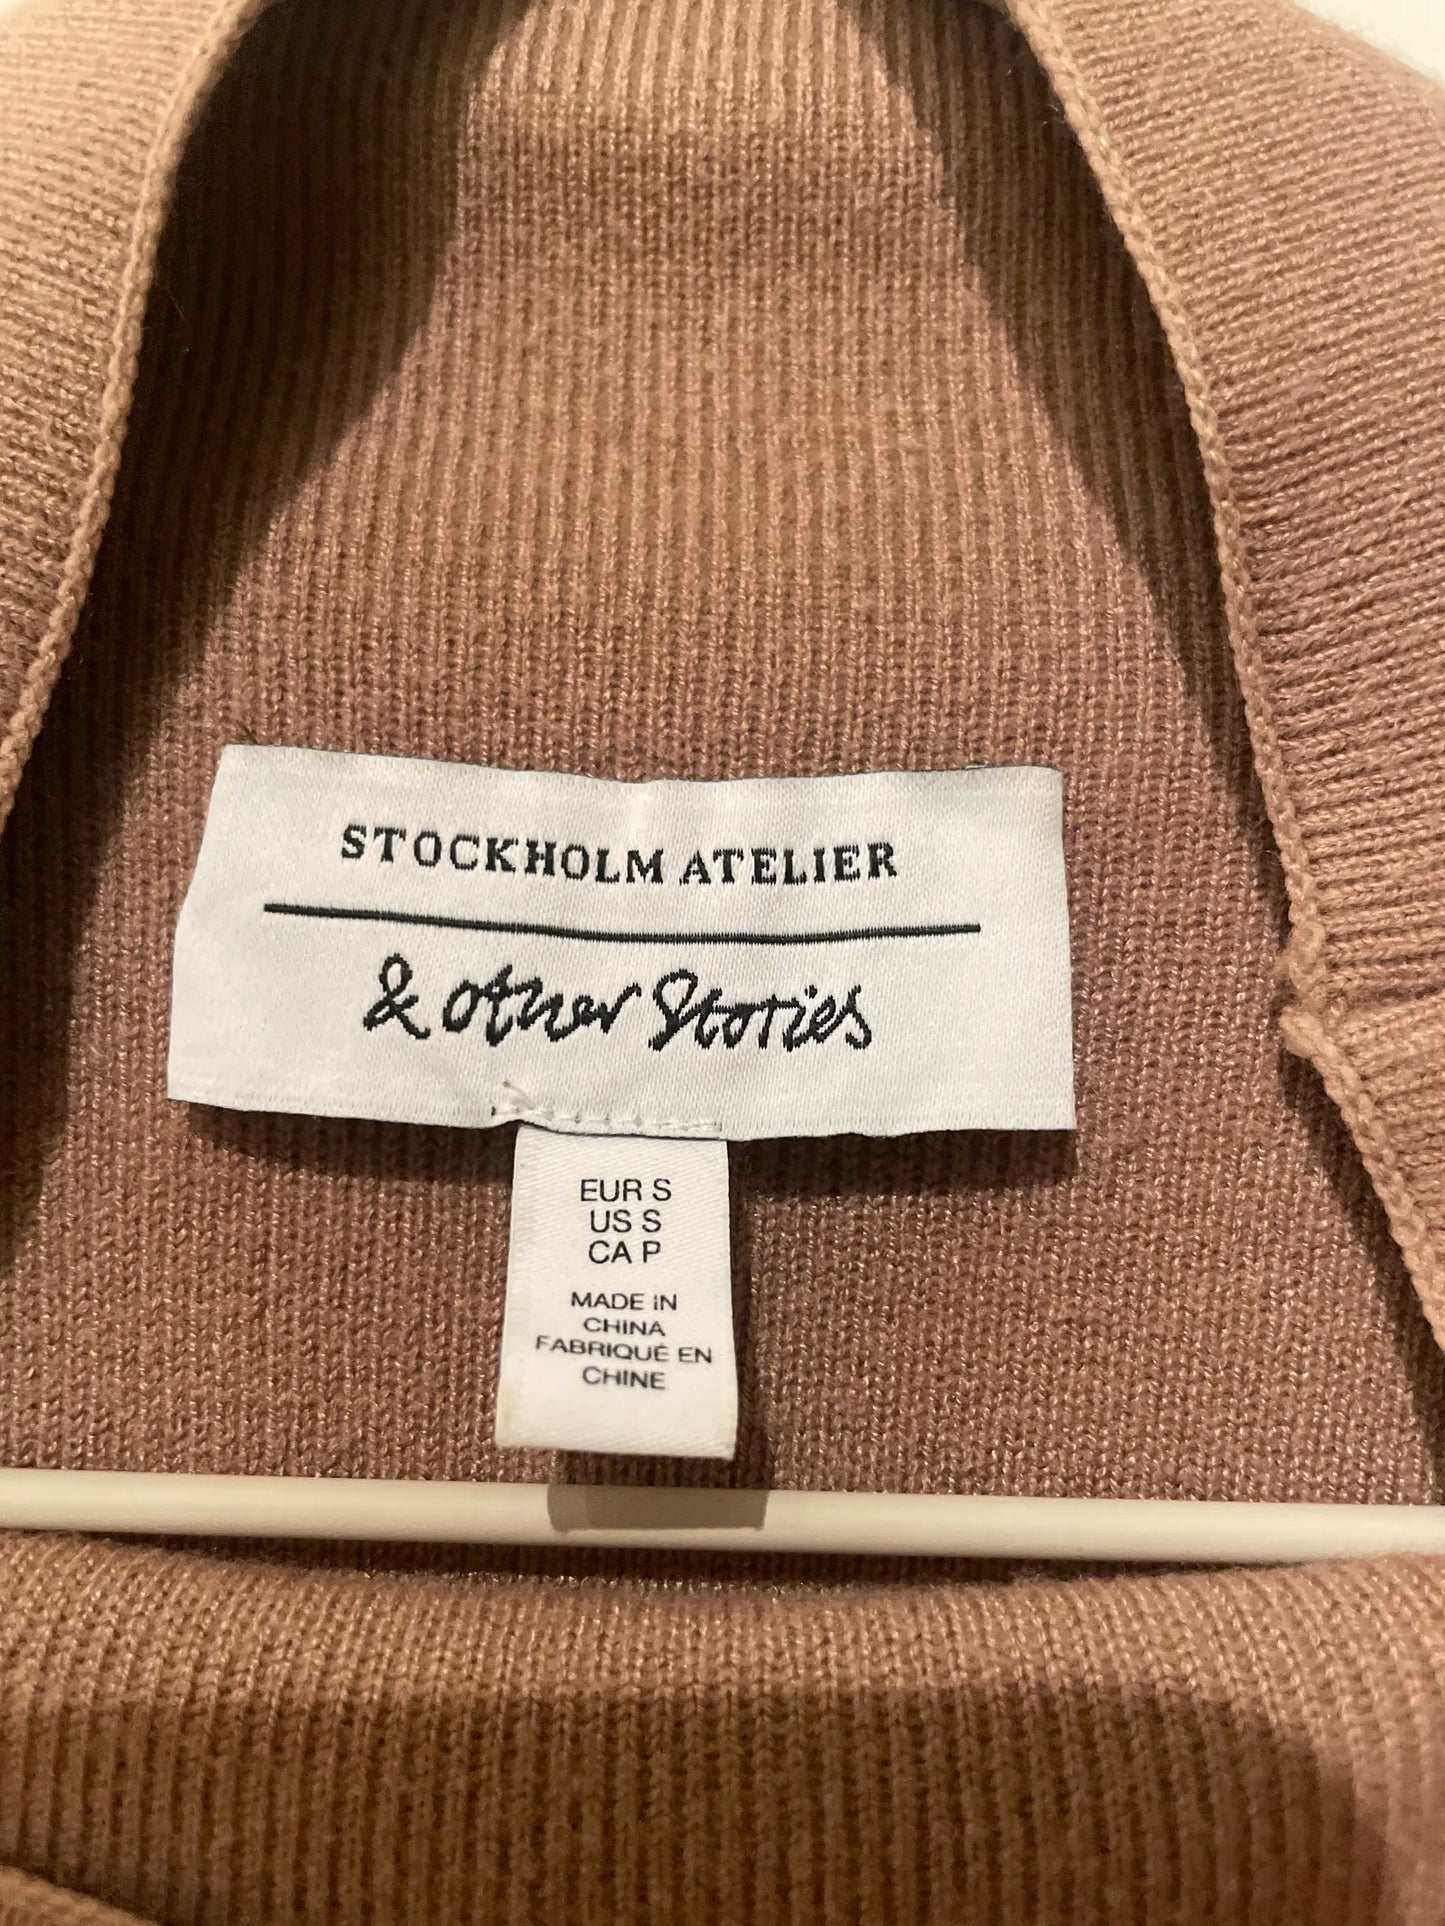 STOCKHOLM ATELIER
& other Stories
EUR S
US S
CA P
MADE IN
CHINA
FABRIQUÉ EN
CHINE